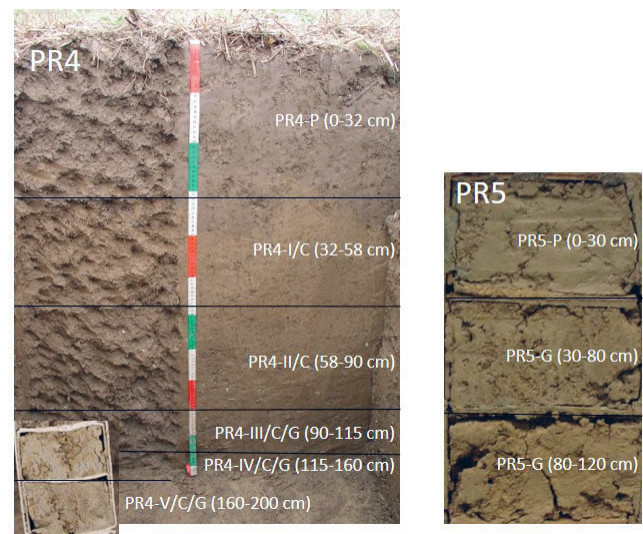 PR4
PR4-P (0-32 cm)
PR4-I/C (32-58 cm)
PR4-II/C (58-90 cm)
PR4-III/C/G (90-115 cm)
PR4-IV/C/G (115-160 cm)
PR4-V/C/G (160-200 cm)
PR5
PR5-P (0-30 cm)
PR5-G (30-80 cm)
PR5-G (80-120 cm)